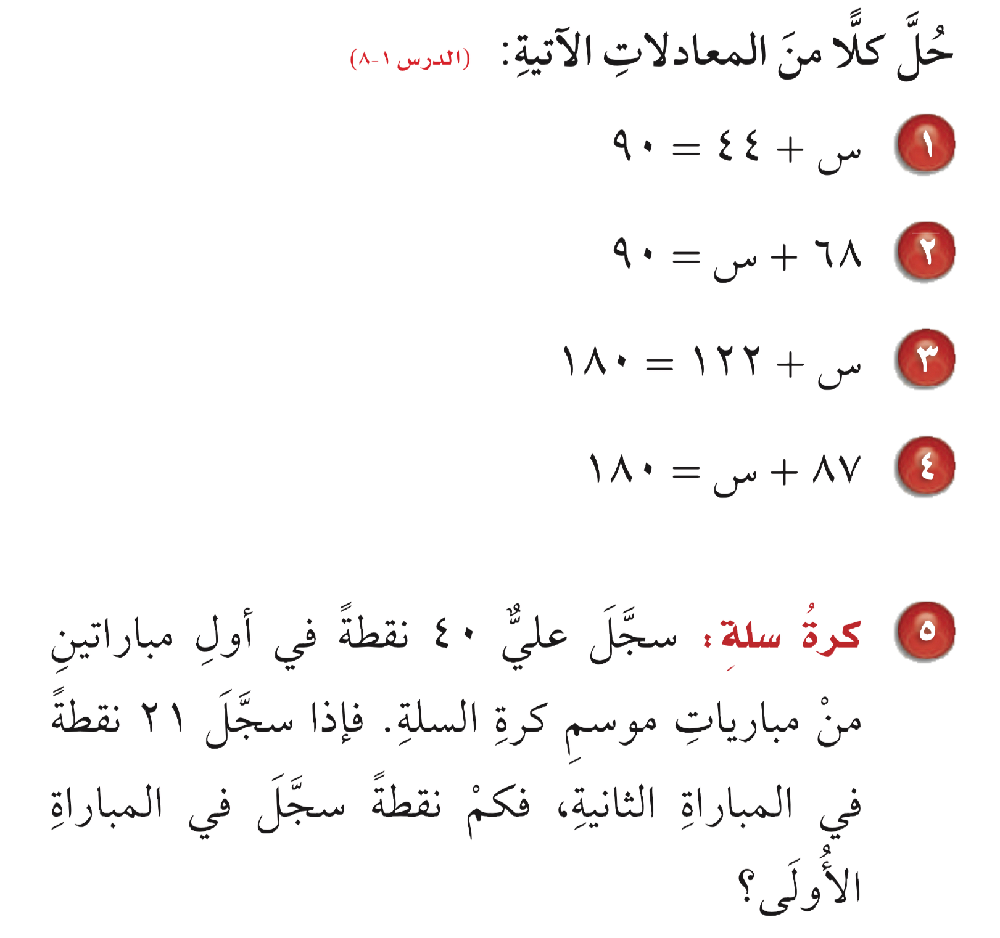 حُلَّ كلًّا منَ المعادلاتِ الآتيةِ: (الدرس ١-٨)
١ س + ٤٤ = ٩٠
٢ ٦٨ + س = ٩٠
٣ س + ١٢٢ = ١٨٠
٤ ٨٧ + س = ١٨٠
٥ كرةُ سلةِ: سجَّلَ عليٌّ ٤٠ نقطةً في أولِ مباراتينِ
منْ مبارياتِ موسمِ كرةِ السلةِ. فإذا سجَّلَ ٢١ نقطةً
في المباراةِ الثانيةِ، فكمْ نقطةً سجَّلَ في المباراةِ
الأُولَى؟